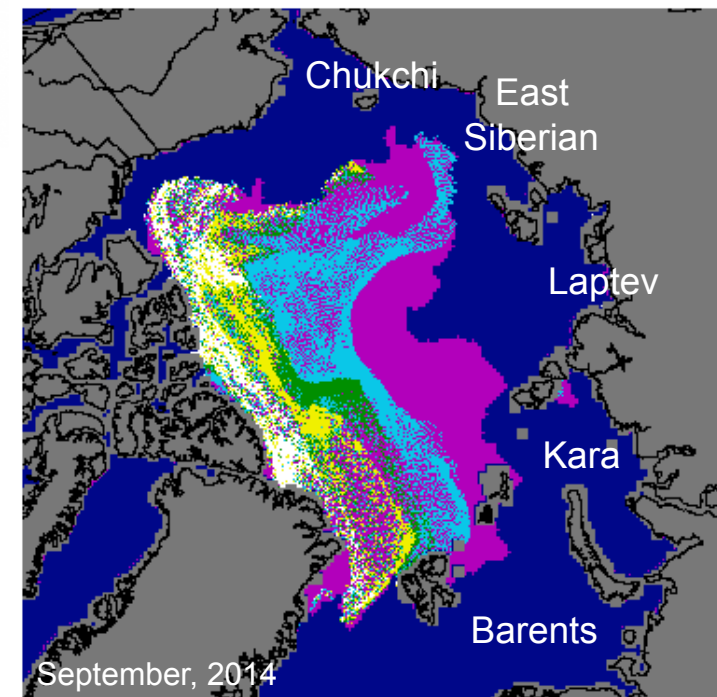 Chukchi
East
Siberian
Laptev
Kara
Barents
September, 2014